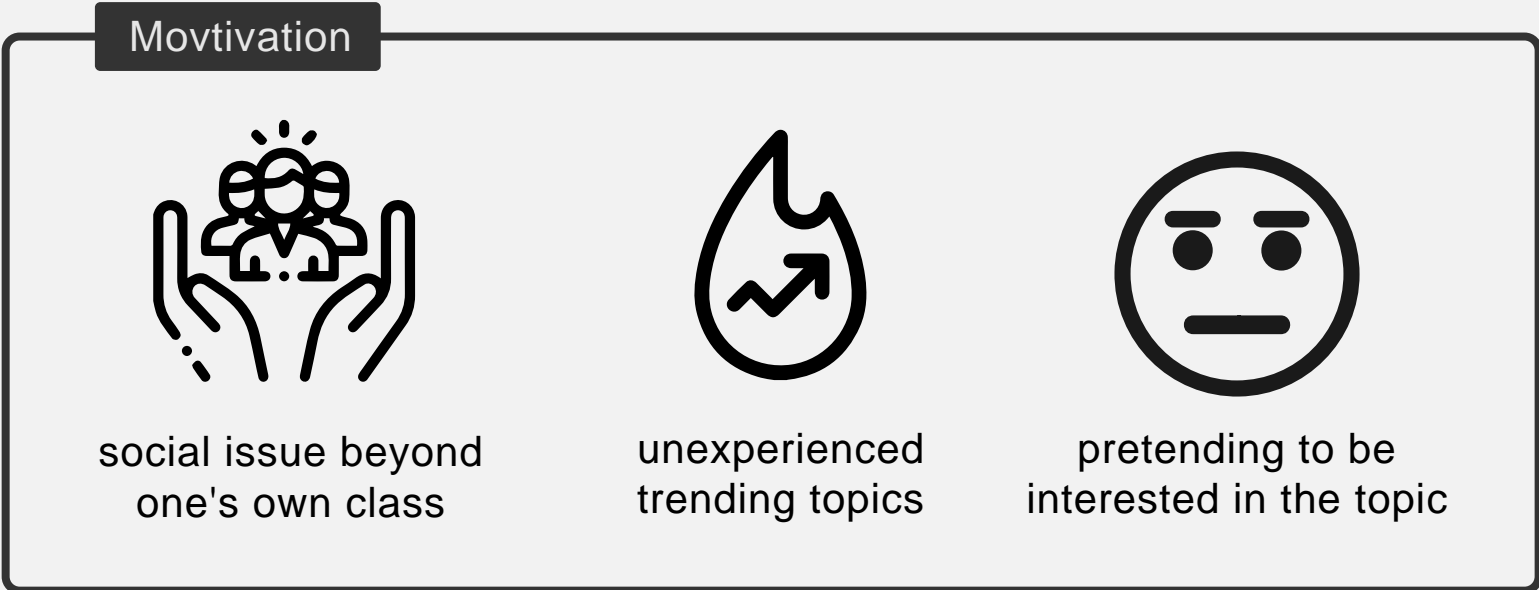 Movtivation
social issue beyond
one's own class
unexperienced
trending topics
pretending to be
interested in the topic